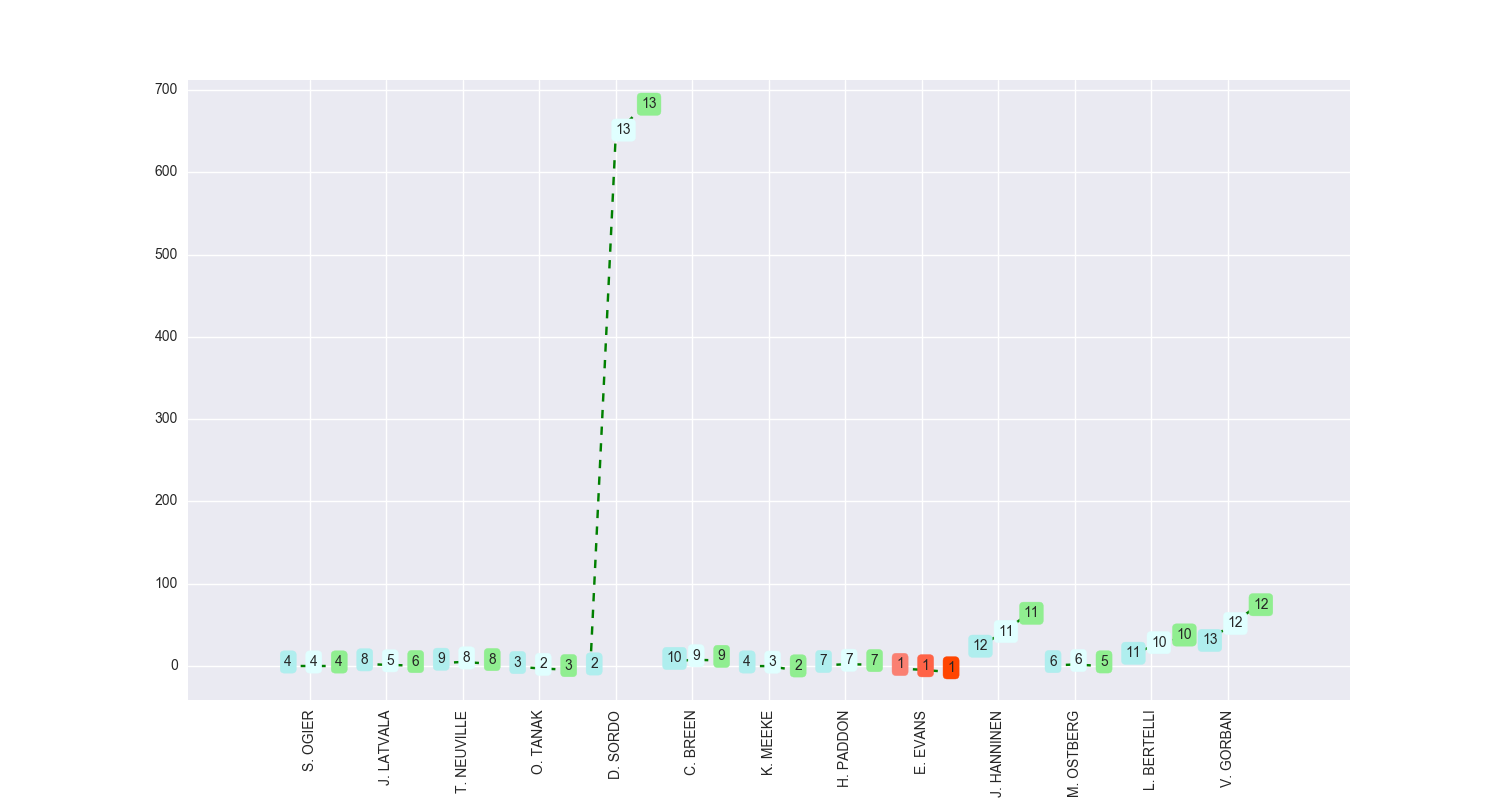 700
600
500
400
300
200
100
0
13
13
4 4 4
8 5 6
9 8 8
3 2 3
2
10 9 9
4 3 2
7 7 7
1 1 1
12 11 11
6 6 5
11 10 10
13 12 12
S. OGIER
J. LATVALA
T. NEUVILLE
O. TANAK
D. SORDO
C. BREEN
K. MEEKE
H. PADDON
E. EVANS
J. HANNINEN
M. OSTBERG
L. BERTELLI
V. GORBAN